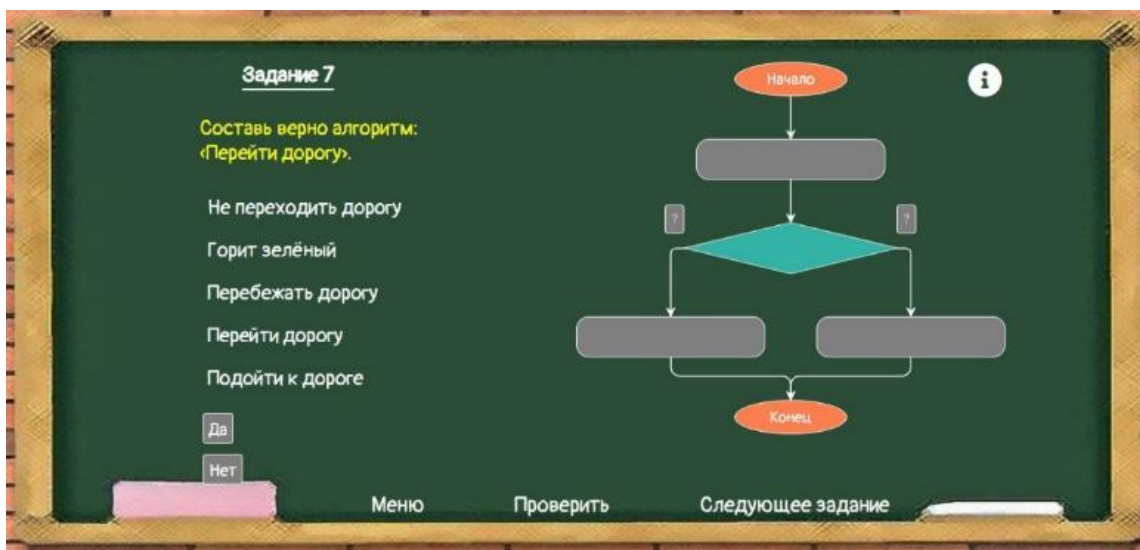 Задание 7
Составь верно алгоритм:
«Перейти дорогу».
Не переходить дорогу
Горит зелёный
Перебежать дорогу
Перейти дорогу
Подойти к дороге
Да
Нет
Начало
i
?
?
Конец
Меню
Проверить
Следующее задание